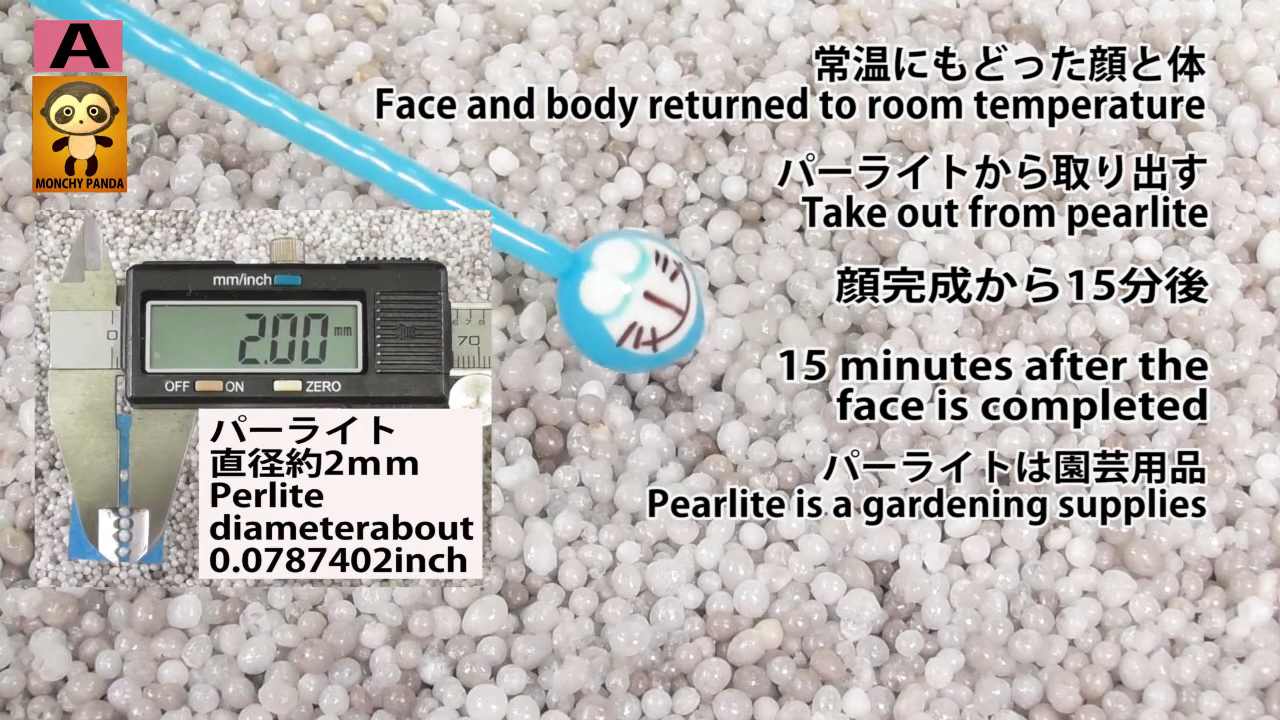 A
MONCHY PANDA
常温にもどった顔と体
Face and body returned to room temperature
パーライトから取り出す
Take out from pearlite
顔完成から15分後
15 minutes after the
face is completed
パーライトは園芸用品
Pearlite is a gardening supplies
mm/inch
2.00 mm
OFF ON ZERO
0
70
パーライト
直径約2mm
Perlite
diameterabout
0.0787402inch